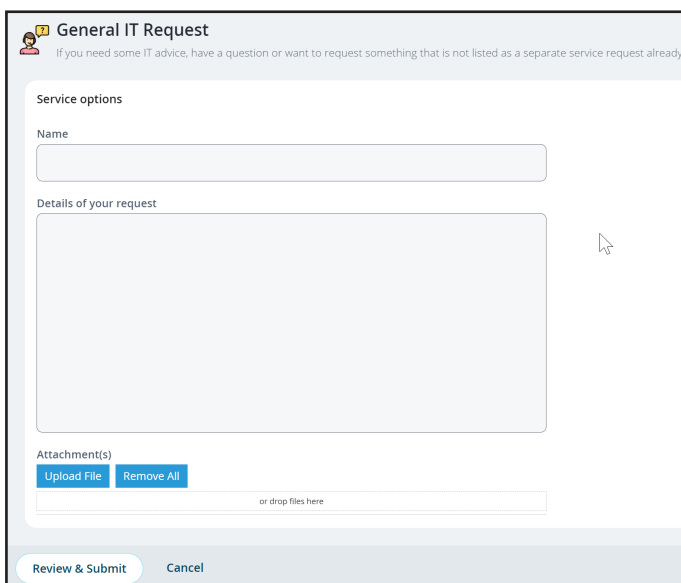 ?
General IT Request
If you need some IT advice, have a question or want to request something that is not listed as a separate service request already
Service options
Name
Details of your request
Attachment(s)
Upload File Remove All
or drop files here
Review & Submit Cancel